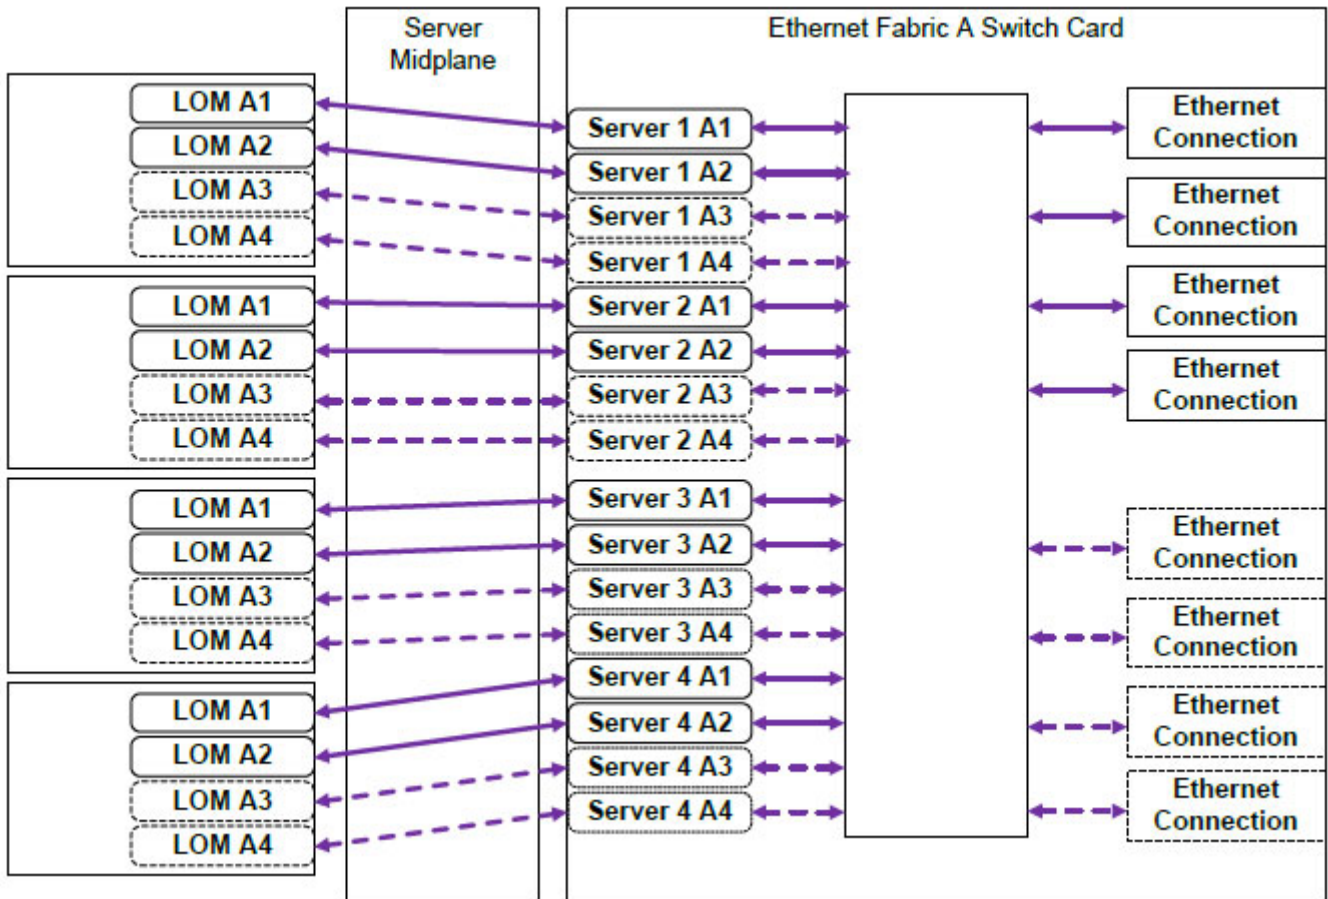 Server
Midplane
Ethernet Fabric A Switch Card
LOM A1
LOM A2
LOM A3
LOM A4
LOM A1
LOM A2
LOM A3
LOM A4
LOM A1
LOM A2
LOM A3
LOM A4
LOM A1
LOM A2
LOM A3
LOM A4
Server 1 A1
Server 1 A2
Server 1 A3
Server 1 A4
Server 2 A1
Server 2 A2
Server 2 A3
Server 2 A4
Server 3 A1
Server 3 A2
Server 3 A3
Server 3 A4
Server 4 A1
Server 4 A2
Server 4 A3
Server 4 A4
Ethernet
Connection
Ethernet
Connection
Ethernet
Connection
Ethernet
Connection
Ethernet
Connection
Ethernet
Connection
Ethernet
Connection
Ethernet
Connection